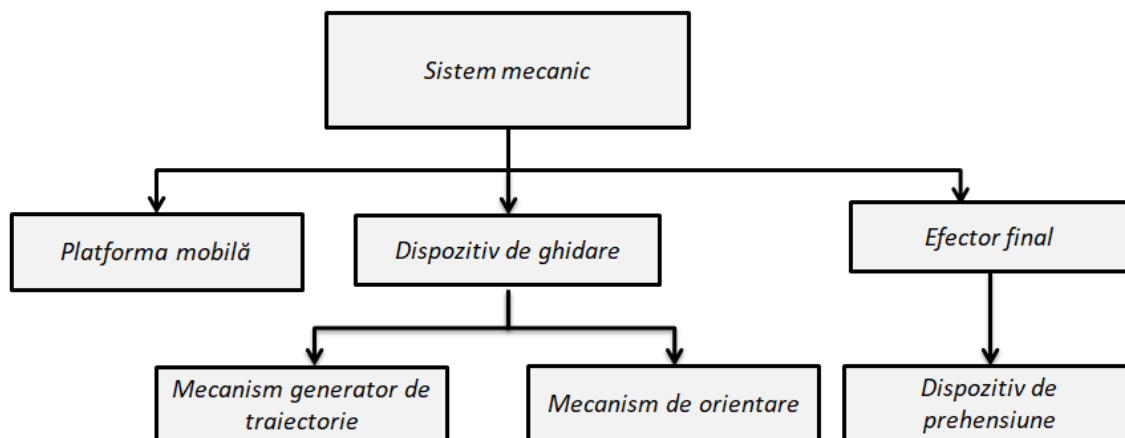 Sistem mecanic
Platforma mobilă
Dispozitiv de ghidare
Efector final
Mecanism generator de
traiectorie
Mecanism de orientare
Dispozitiv de
prehensiune